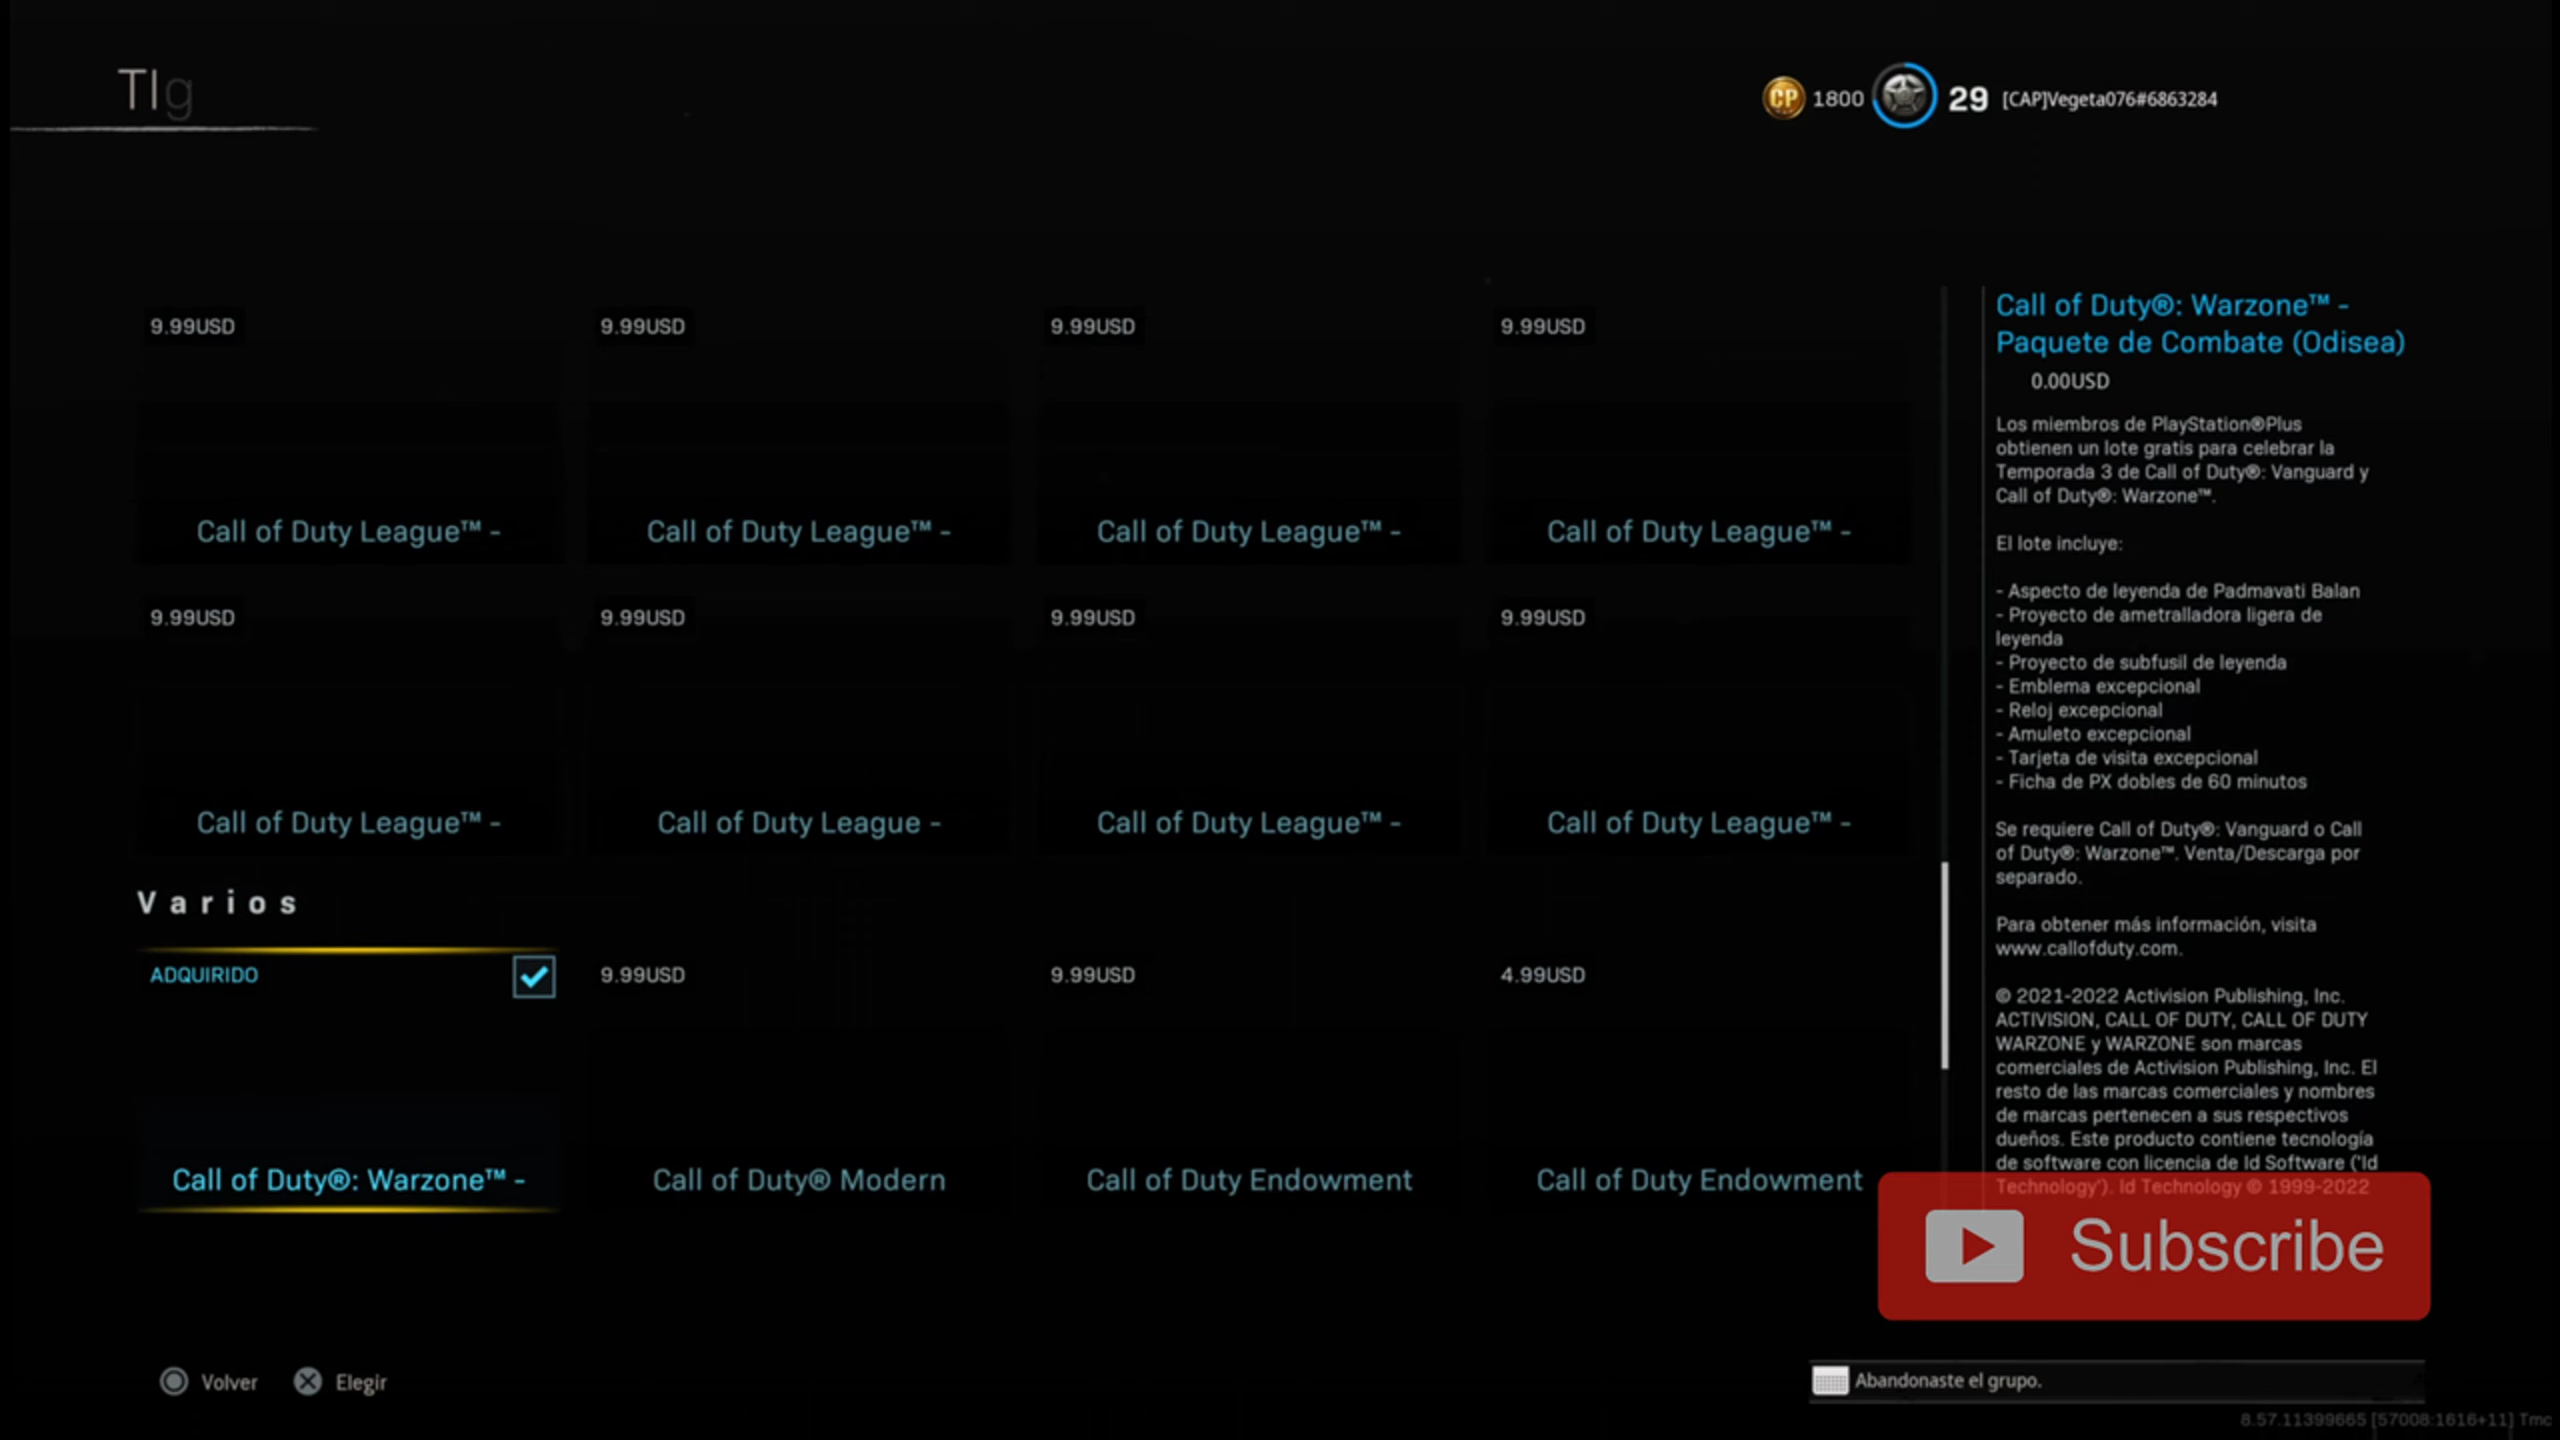 TIg
CP 1800 29 [CAP]Vegeta076#6863284
9.99USD 9.99USD 9.99USD 9.99USD
Call of Duty League™ - Call of Duty League™ - Call of Duty League™ - Call of Duty League™ -
9.99USD 9.99USD 9.99USD 9.99USD
Call of Duty League™ - Call of Duty League - Call of Duty League™ - Call of Duty League™ -
Varios
ADQUIRIDO 9.99USD 9.99USD 4.99USD
Call of Duty®: Warzone™ - Call of Duty® Modern Call of Duty Endowment Call of Duty Endowment
Call of Duty®: Warzone™ -
Paquete de Combate (Odisea)
0.00USD
Los miembros de PlayStation®Plus
obtienen un lote gratis para celebrar la
Temporada 3 de Call of Duty®: Vanguard y
Call of Duty®: Warzone™.
El lote incluye:
- Aspecto de leyenda de Padmavati Balan
- Proyecto de ametralladora ligera de
leyenda
- Proyecto de subfusil de leyenda
- Emblema excepcional
- Reloj excepcional
- Amuleto excepcional
- Tarjeta de visita excepcional
- Ficha de PX dobles de 60 minutos
Se requiere Call of Duty®: Vanguard o Call
of Duty®: Warzone™. Venta/Descarga por
separado.
Para obtener más información, visita
www.callofduty.com.
© 2021-2022 Activision Publishing, Inc.
ACTIVISION, CALL OF DUTY, CALL OF DUTY
WARZONE y WARZONE son marcas
comerciales de Activision Publishing, Inc. El
resto de las marcas comerciales y nombres
de marcas pertenecen a sus respectivos
dueños. Este producto contiene tecnología
de software con licencia de Id Software ('Id
Technology'). Id Technology © 1999-2022
Subscribe
Volver Elegir
Abandonaste el grupo.
8.57.11399665 [57008:1616+11] Tmc